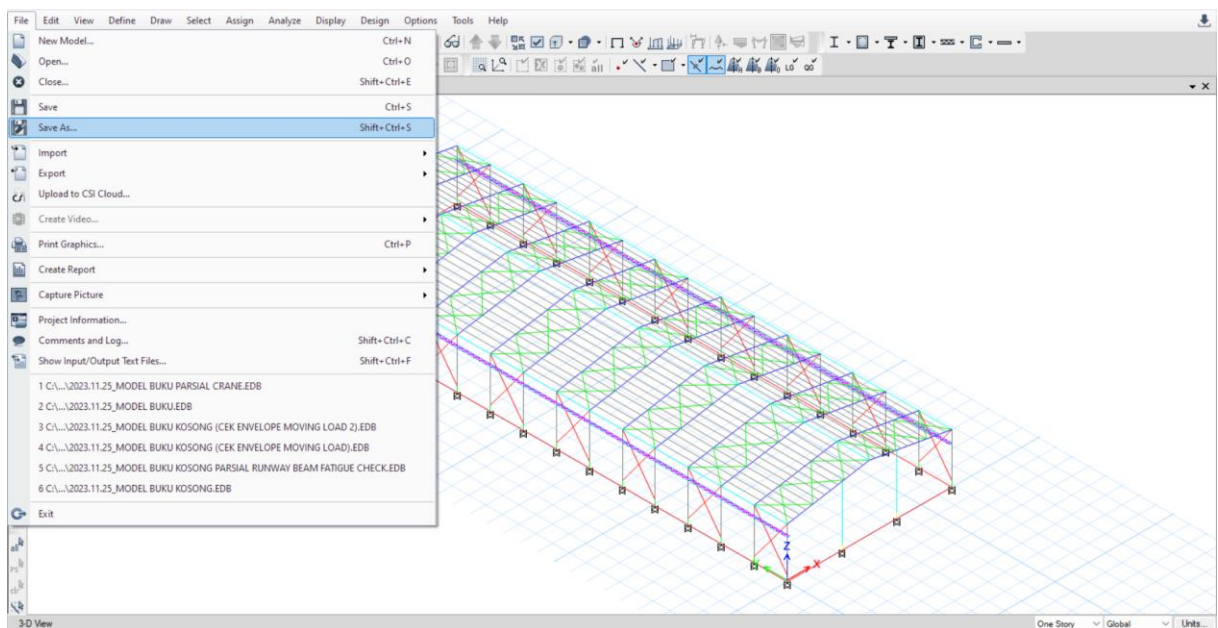 File Edit View Define Draw Select Assign Analyze Display Design Options Tools Help
New Model... Ctrl+N
Open... Ctrl+O
Close... Shift+Ctrl+E
Save Ctrl+S
Save As... Shift+Ctrl+S
Import
Export
Upload to CSI Cloud...
Create Video...
Print Graphics... Ctrl+P
Create Report
Capture Picture
Project Information...
Comments and Log... Shift+Ctrl+C
Show Input/Output Text Files... Shift+Ctrl+F
1 C:\...\2023.11.25_MODEL BUKU PARSIAL CRANE.EDB
2 C:\...\2023.11.25_MODEL BUKU.EDB
3 C:\...\2023.11.25_MODEL BUKU KOSONG (CEK ENVELOPE MOVING LOAD 2).EDB
4 C:\...\2023.11.25_MODEL BUKU KOSONG (CEK ENVELOPE MOVING LOAD).EDB
5 C:\...\2023.11.25_MODEL BUKU KOSONG PARSIAL RUNWAY BEAM FATIGUE CHECK.EDB
6 C:\...\2023.11.25_MODEL BUKU KOSONG.EDB
Exit
all
Z
X
3-D View One Story Global Units...